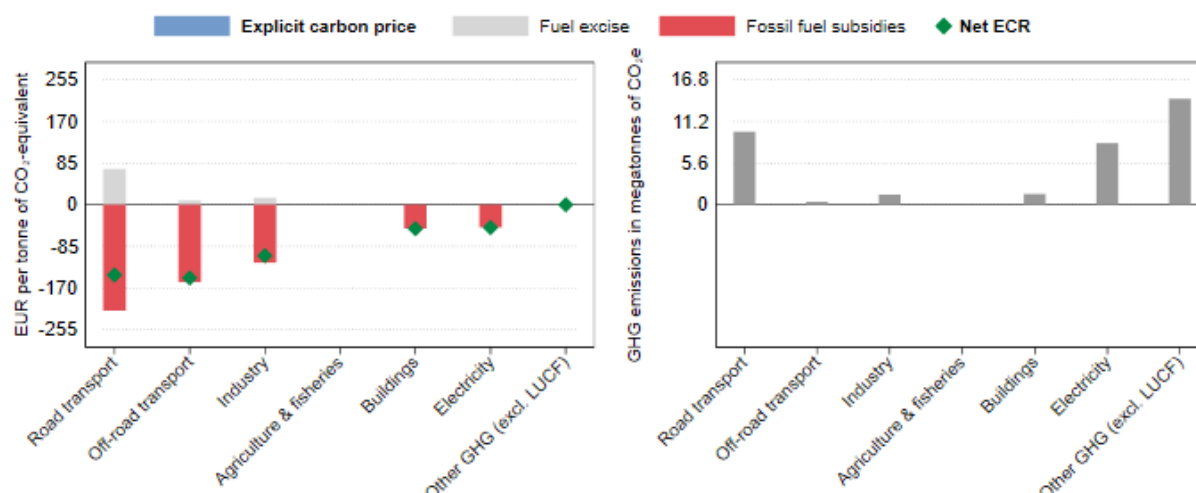 Explicit carbon price Fuel excise Fossil fuel subsidies Net ECR
EUR per tonne of CO₂-equivalent
255
170
85
0
-85
-170
-255
Road transport
Off-road transport
Industry
Agriculture & fisheries
Buildings
Electricity
Other GHG (excl. LUCF)
GHG emissions in megatonnes of CO₂e
16.8
11.2
5.6
0
Road transport
Off-road transport
Industry
Agriculture & fisheries
Buildings
Electricity
Other GHG (excl. LUCF)